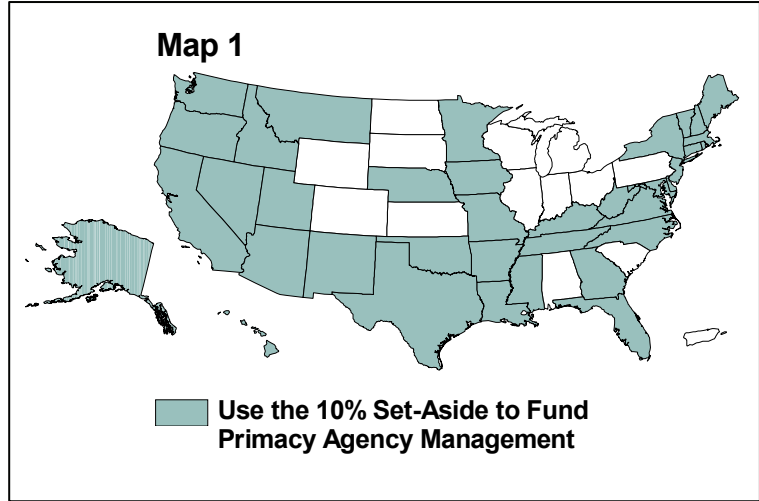 Map 1
Use the 10% Set-Aside to Fund
Primacy Agency Management